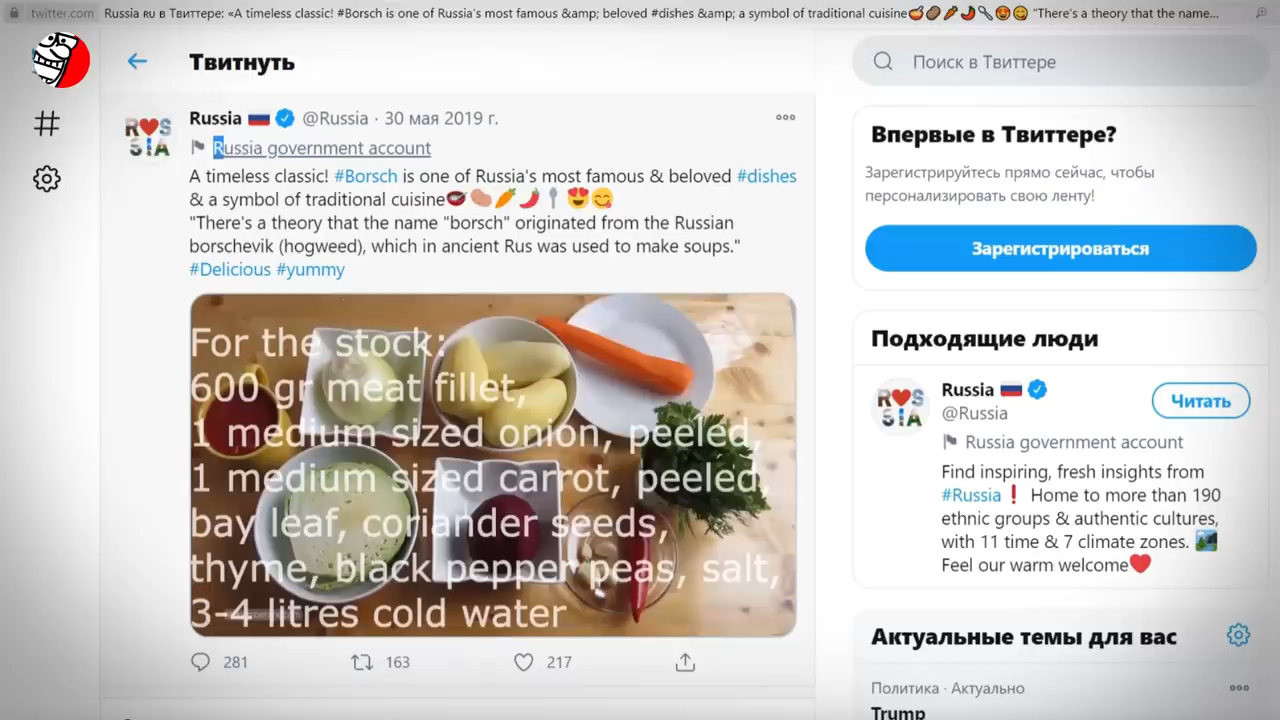 twitter.com Russia RU в Твиттере: «A timeless classic! #Borsch is one of Russia's most famous &amp; beloved #dishes &amp; a symbol of traditional cuisine🍲🥔🥕🌶🥄😍😋 "There's a theory that the name...
Твитнуть
Поиск в Твиттере
R❤SSIA
Russia 🇷🇺 @Russia · 30 мая 2019 г.
Russia government account
A timeless classic! #Borsch is one of Russia's most famous & beloved #dishes
& a symbol of traditional cuisine🍲🥔🥕🌶🥄😍😋
"There's a theory that the name "borsch" originated from the Russian
borschevik (hogweed), which in ancient Rus was used to make soups."
#Delicious #yummy
For the stock:
600 gr meat fillet,
1 medium sized onion, peeled,
1 medium sized carrot, peeled,
bay leaf, coriander seeds,
thyme, black pepper peas, salt,
3-4 litres cold water
281 163 217
Впервые в Твиттере?
Зарегистрируйтесь прямо сейчас, чтобы
персонализировать свою ленту!
Зарегистрироваться
Подходящие люди
R❤SSIA
Russia 🇷🇺
@Russia
Читать
Russia government account
Find inspiring, fresh insights from
#Russia❗ Home to more than 190
ethnic groups & authentic cultures,
with 11 time & 7 climate zones. 🏞
Feel our warm welcome❤
Актуальные темы для вас
Политика · Актуально
Trump